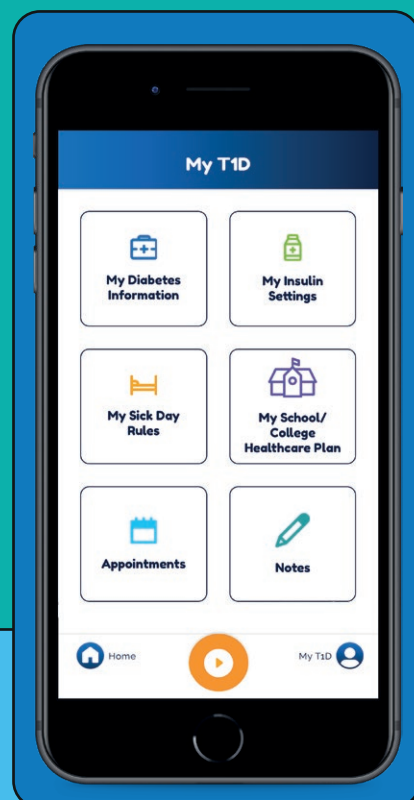 My T1D
My Diabetes
Information
My Insulin
Settings
My Sick Day
Rules
My School/
College
Healthcare Plan
Appointments
Notes
Home
My T1D